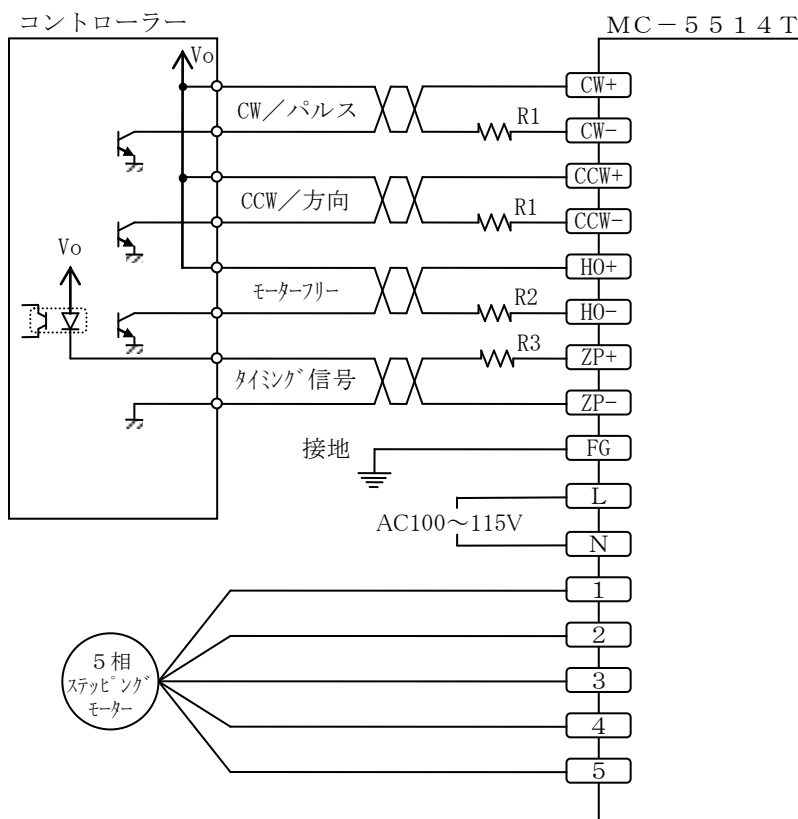 コントローラー
MC－5514T
Vo
CW+
CW／パルス
R1
CW-
CCW+
CCW／方向
R1
CCW-
Vo
HO+
モーターフリー
R2
HO-
R3
ZP+
タイミング信号
ZP-
接地
FG
L
AC100～115V
N
1
2
5相
ステッピング
モーター
3
4
5